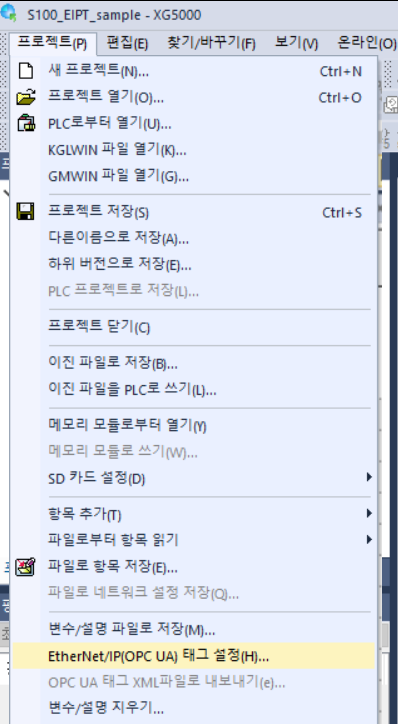 S100_EIPT_sample - XG5000
프로젝트(P) 편집(E) 찾기/바꾸기(F) 보기(V) 온라인(O)
새 프로젝트(N)... Ctrl+N
프로젝트 열기(O)... Ctrl+O
PLC로부터 열기(U)...
KGLWIN 파일 열기(K)...
GMWIN 파일 열기(G)...
프로젝트 저장(S) Ctrl+S
다른이름으로 저장(A)...
하위 버전으로 저장(E)...
PLC 프로젝트로 저장(L)...
프로젝트 닫기(C)
이진 파일로 저장(B)...
이진 파일을 PLC로 쓰기(L)...
메모리 모듈로부터 열기(Y)
메모리 모듈로 쓰기(W)...
SD 카드 설정(D)
항목 추가(T)
파일로부터 항목 읽기
파일로 항목 저장(E)...
파일로 네트워크 설정 저장(Q)...
변수/설명 파일로 저장(M)...
EtherNet/IP(OPC UA) 태그 설정(H)...
OPC UA 태그 XML파일로 내보내기(e)...
변수/설명 지우기...